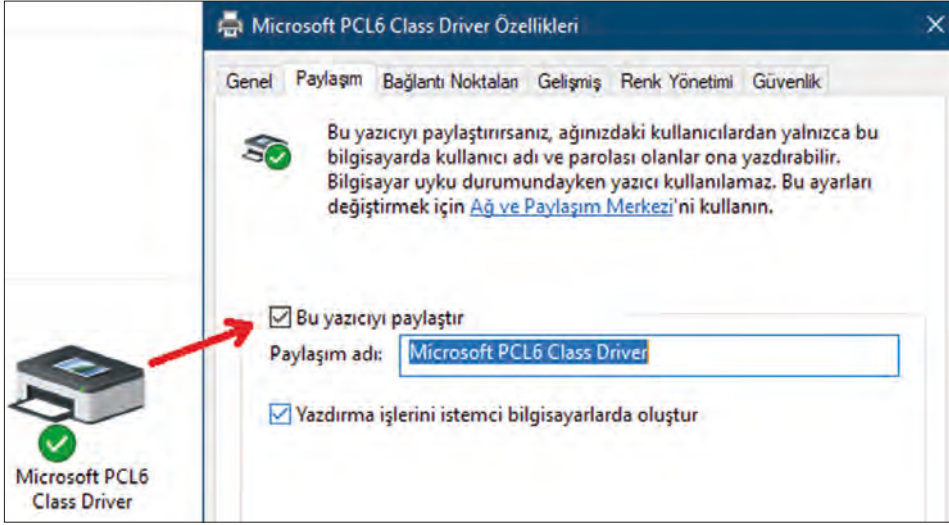 Microsoft PCL6 Class Driver Özellikleri
Genel Paylaşım Bağlantı Noktaları Gelişmiş Renk Yönetimi Güvenlik
Bu yazıcıyı paylaştırırsanız, ağınızdaki kullanıcılardan yalnızca bu
bilgisayarda kullanıcı adı ve parolası olanlar ona yazdırabilir.
Bilgisayar uyku durumundayken yazıcı kullanılamaz. Bu ayarları
değiştirmek için Ağ ve Paylaşım Merkezi'ni kullanın.
Bu yazıcıyı paylaştır
Paylaşım adı: Microsoft PCL6 Class Driver
Yazdırma işlerini istemci bilgisayarlarda oluştur
Microsoft PCL6
Class Driver